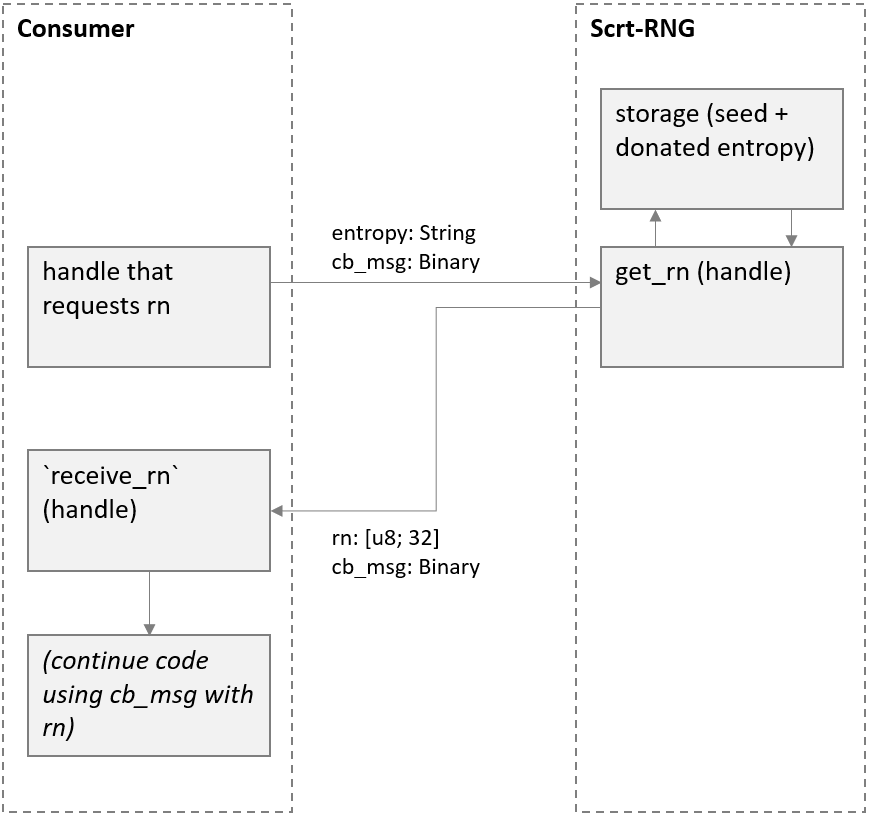 Consumer
Scrt-RNG
storage (seed +
donated entropy)
entropy: String
cb_msg: Binary
handle that
requests rn
get_rn (handle)
`receive_rn`
(handle)
rn: [u8; 32]
cb_msg: Binary
(continue code
using cb_msg with
rn)